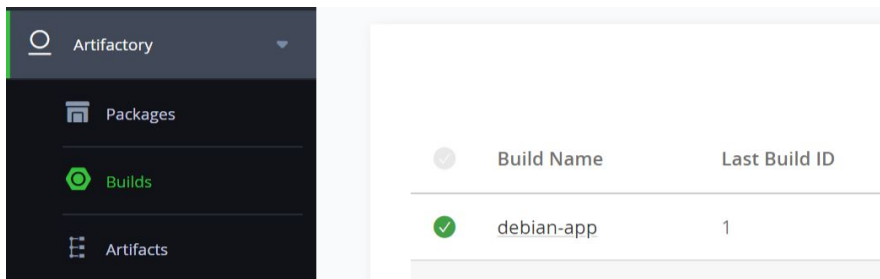 Artifactory
Packages
Builds
Artifacts
Build Name Last Build ID
debian-app 1